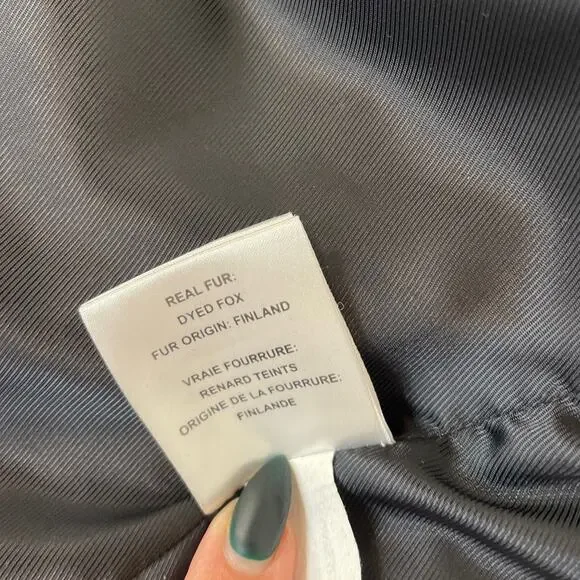 REAL FUR:
DYED FOX
FUR ORIGIN: FINLAND
VRAIE FOURRURE:
RENARD TEINTS
ORIGINE DE LA FOURRURE:
FINLANDE